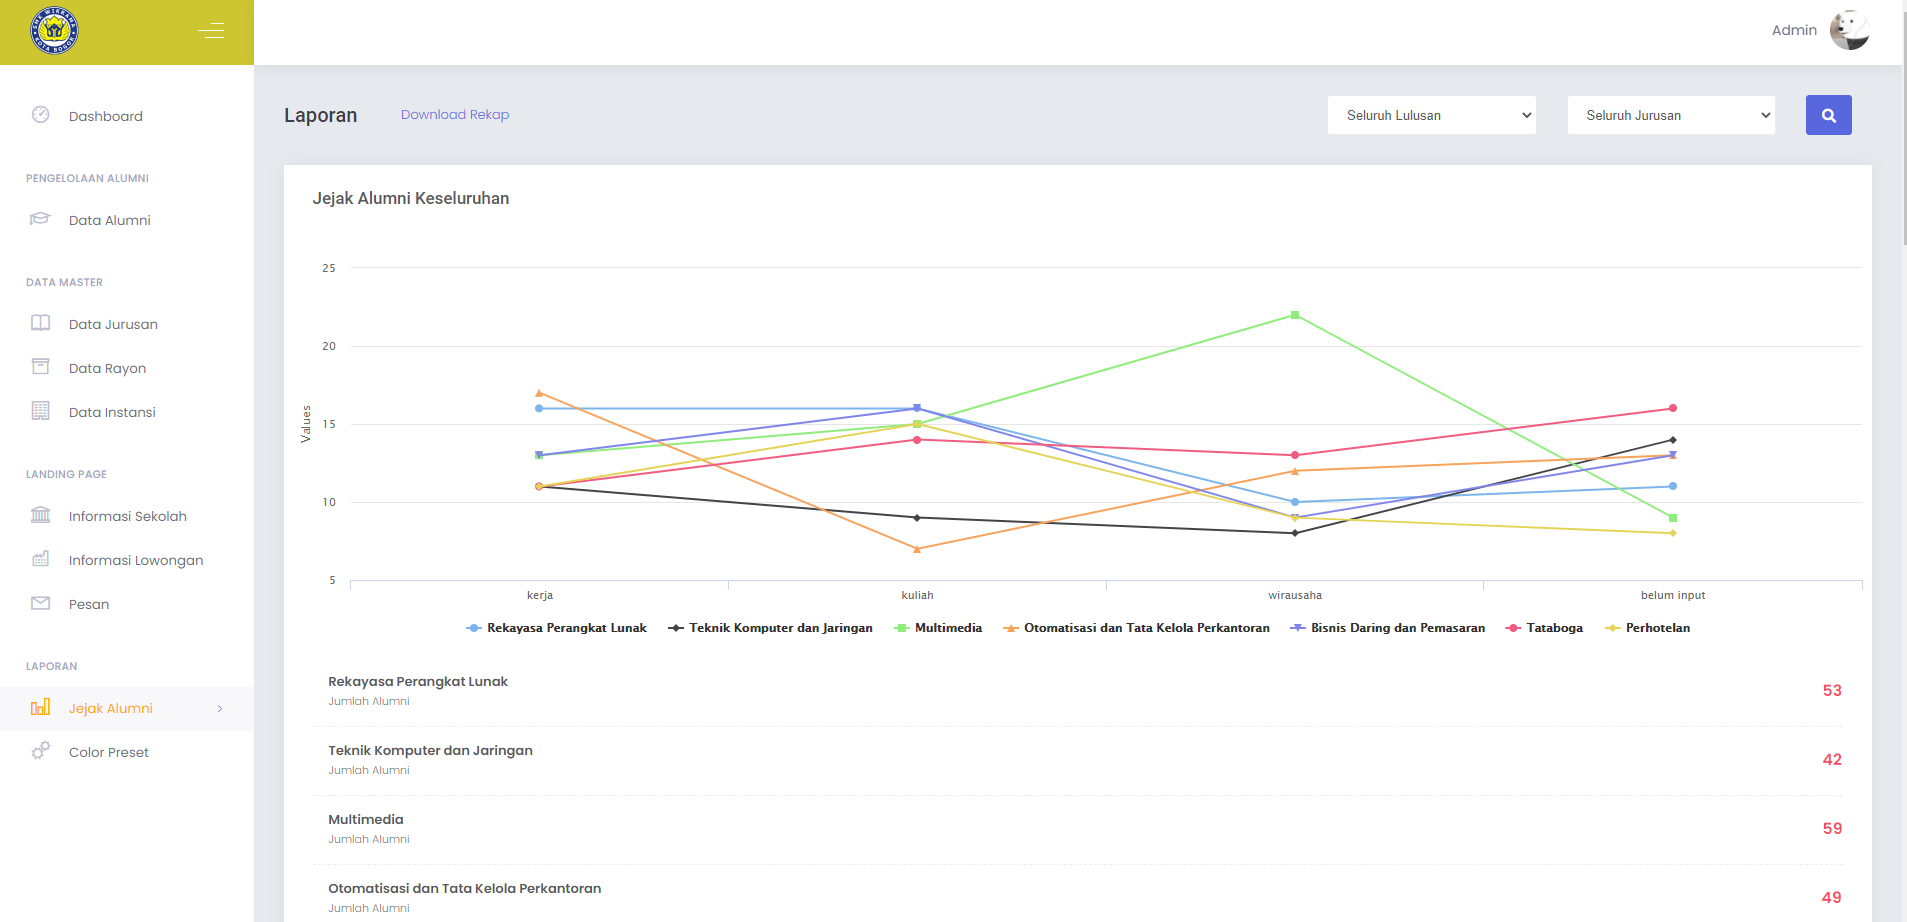 SMK WIKRAMA
KOTA BOGOR
Admin
Dashboard
PENGELOLAAN ALUMNI
Data Alumni
DATA MASTER
Data Jurusan
Data Rayon
Data Instansi
LANDING PAGE
Informasi Sekolah
Informasi Lowongan
Pesan
LAPORAN
Jejak Alumni
Color Preset
Laporan
Download Rekap
Seluruh Lulusan
Seluruh Jurusan
Jejak Alumni Keseluruhan
Values
25
20
15
10
5
kerja kuliah wirausaha belum input
Rekayasa Perangkat Lunak Teknik Komputer dan Jaringan Multimedia Otomatisasi dan Tata Kelola Perkantoran Bisnis Daring dan Pemasaran Tataboga Perhotelan
Rekayasa Perangkat Lunak
Jumlah Alumni
53
Teknik Komputer dan Jaringan
Jumlah Alumni
42
Multimedia
Jumlah Alumni
59
Otomatisasi dan Tata Kelola Perkantoran
Jumlah Alumni
49